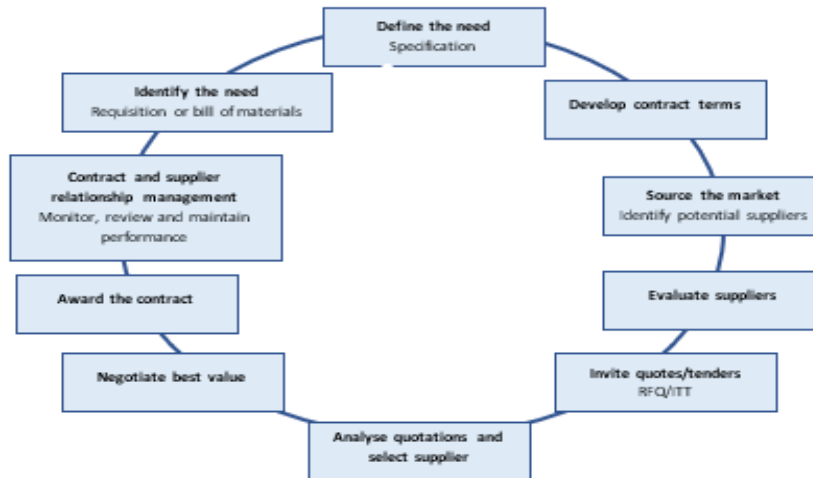 Define the need
Specification
Identify the need
Requisition or bill of materials
Develop contract terms
Contract and supplier
relationship management
Monitor, review and maintain
performance
Source the market
Identify potential suppliers
Award the contract
Evaluate suppliers
Negotiate best value
Invite quotes/tenders
RFQ/ITT
Analyse quotations and
select supplier